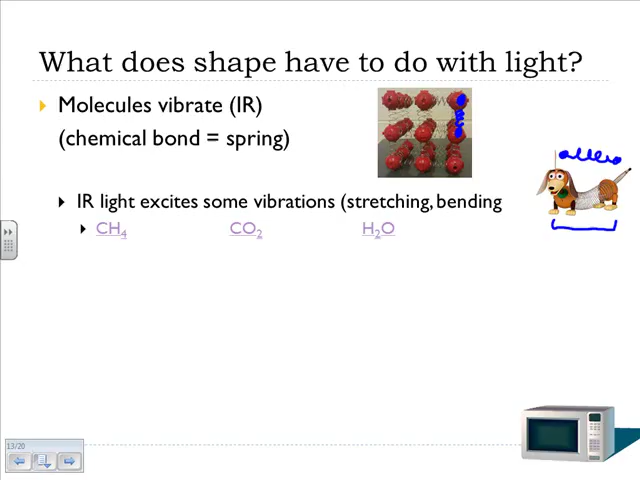 What does shape have to do with light?
Molecules vibrate (IR)
(chemical bond = spring)
IR light excites some vibrations (stretching, bending
CH4 CO2 H2O
13/20